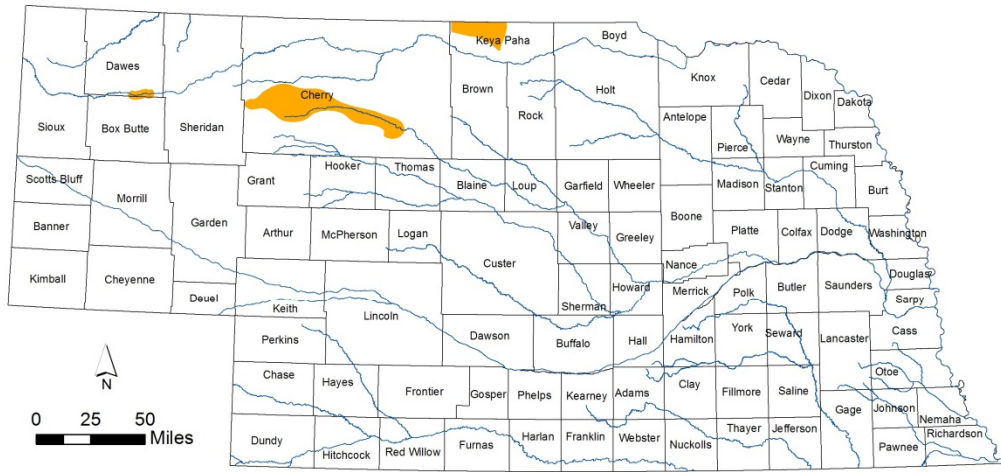 Boyd
Keya Paha
Dawes
Knox
Cedar
Cherry
Brown
Holt
Dixon
Dakota
Rock
Antelope
Sioux
Box Butte
Sheridan
Pierce
Wayne
Thurston
Hooker
Thomas
Cuming
Scotts Bluff
Grant
Blaine
Loup
Garfield
Wheeler
Madison
Stanton
Burt
Morrill
Garden
Boone
Banner
Arthur
McPherson
Logan
Valley
Greeley
Platte
Colfax
Dodge
Washington
Custer
Nance
Kimball
Cheyenne
Douglas
Howard
Merrick
Polk
Butler
Saunders
Deuel
Sarpy
Keith
Lincoln
Sherman
Perkins
Dawson
Buffalo
Hall
Hamilton
York
Seward
Lancaster
Cass
N
Chase
Hayes
Frontier
Gosper
Phelps
Kearney
Adams
Clay
Fillmore
Saline
Otoe
Gage
Johnson
Nemaha
0 25 50
Miles
Dundy
Hitchcock
Red Willow
Furnas
Harlan
Franklin
Webster
Nuckolls
Thayer
Jefferson
Pawnee
Richardson